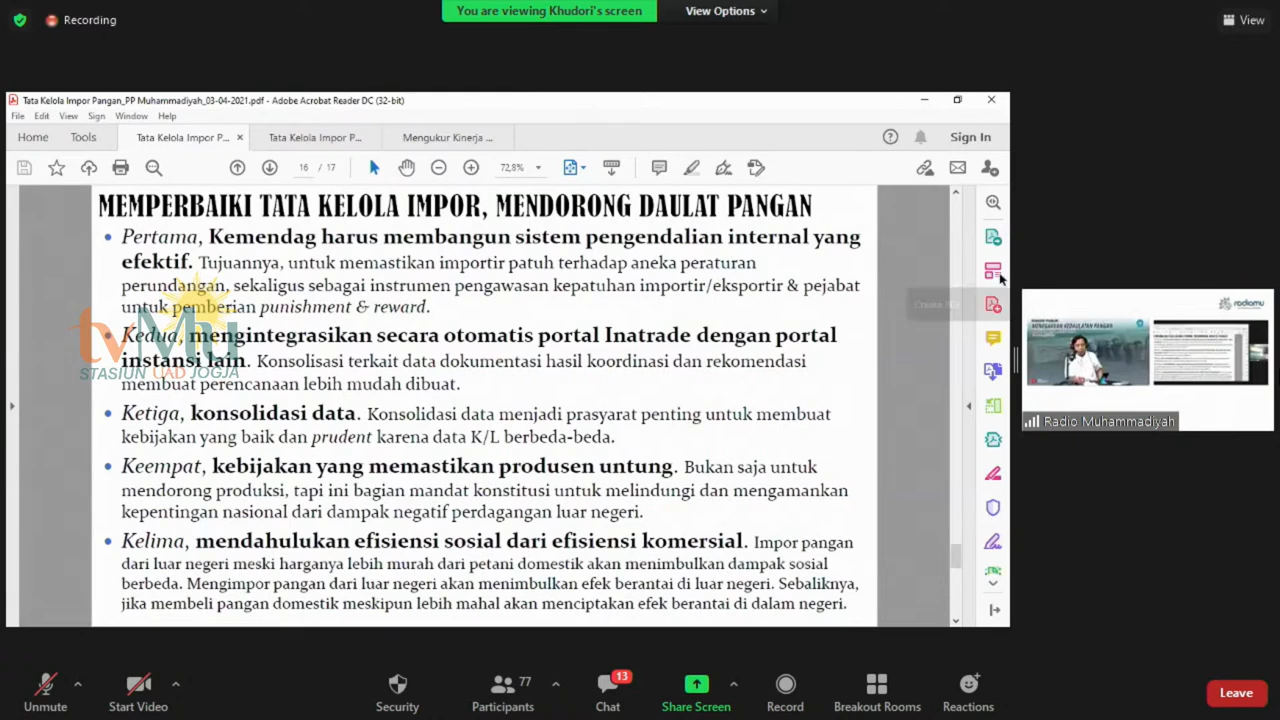 Recording
You are viewing Khudori's screen
View Options
View
Tata Kelola Impor Pangan_PP Muhammadiyah_03-04-2021.pdf - Adobe Acrobat Reader DC (32-bit)
File Edit View Sign Window Help
Home Tools Tata Kelola Impor P... Tata Kelola Impor P... Mengukur Kinerja ... Sign In
16 / 17 72,8%
MEMPERBAIKI TATA KELOLA IMPOR, MENDORONG DAULAT PANGAN
• Pertama, Kemendag harus membangun sistem pengendalian internal yang
efektif. Tujuannya, untuk memastikan importir patuh terhadap aneka peraturan
perundangan, sekaligus sebagai instrumen pengawasan kepatuhan importir/eksportir & pejabat
untuk pemberian punishment & reward.
• Kedua, mengintegrasikan secara otomatis portal Inatrade dengan portal
instansi lain. Konsolisasi terkait data dokumentasi hasil koordinasi dan rekomendasi
membuat perencanaan lebih mudah dibuat.
• Ketiga, konsolidasi data. Konsolidasi data menjadi prasyarat penting untuk membuat
kebijakan yang baik dan prudent karena data K/L berbeda-beda.
• Keempat, kebijakan yang memastikan produsen untung. Bukan saja untuk
mendorong produksi, tapi ini bagian mandat konstitusi untuk melindungi dan mengamankan
kepentingan nasional dari dampak negatif perdagangan luar negeri.
• Kelima, mendahulukan efisiensi sosial dari efisiensi komersial. Impor pangan
dari luar negeri meski harganya lebih murah dari petani domestik akan menimbulkan dampak sosial
berbeda. Mengimpor pangan dari luar negeri akan menimbulkan efek berantai di luar negeri. Sebaliknya,
jika membeli pangan domestik meskipun lebih mahal akan menciptakan efek berantai di dalam negeri.
tvMu
STASIUN UAD JOGJA
radiomu
MENEGAKKAN KEDAULATAN PANGAN
Radio Muhammadiyah
Unmute
Start Video
Security
77
Participants
13
Chat
Share Screen
Record
Breakout Rooms
Reactions
Leave